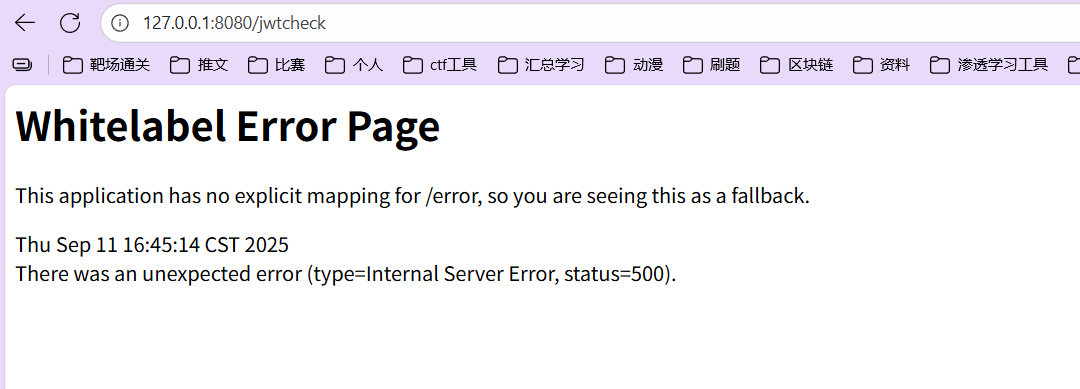 127.0.0.1:8080/jwtcheck
靶场通关 推文 比赛 个人 ctf工具 汇总学习 动漫 刷题 区块链 资料 渗透学习工具
Whitelabel Error Page
This application has no explicit mapping for /error, so you are seeing this as a fallback.
Thu Sep 11 16:45:14 CST 2025
There was an unexpected error (type=Internal Server Error, status=500).